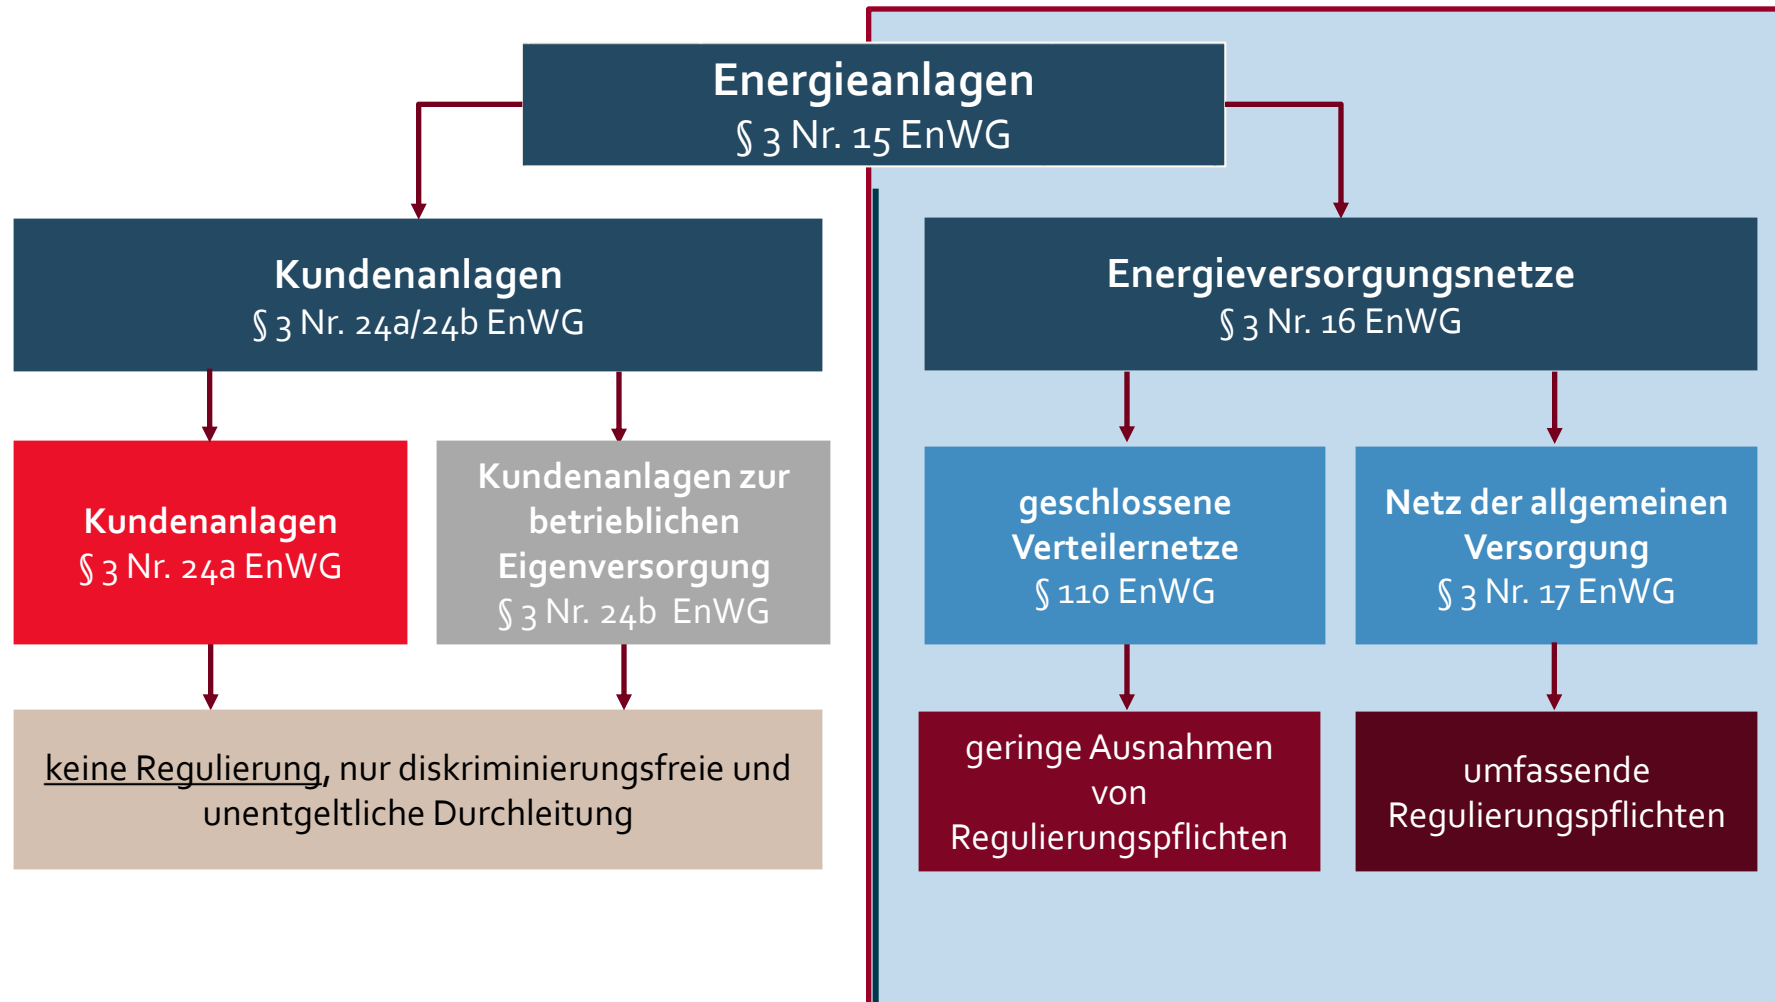 Energieanlagen
§ 3 Nr. 15 EnWG
Kundenanlagen
§ 3 Nr. 24a/24b EnWG
Energieversorgungsnetze
§ 3 Nr. 16 EnWG
Kundenanlagen
§ 3 Nr. 24a EnWG
Kundenanlagen zur
betrieblichen
Eigenversorgung
§ 3 Nr. 24b EnWG
geschlossene
Verteilernetze
§ 110 EnWG
Netz der allgemeinen
Versorgung
§ 3 Nr. 17 EnWG
keine Regulierung, nur diskriminierungsfreie und
unentgeltliche Durchleitung
geringe Ausnahmen
von
Regulierungspflichten
umfassende
Regulierungspflichten